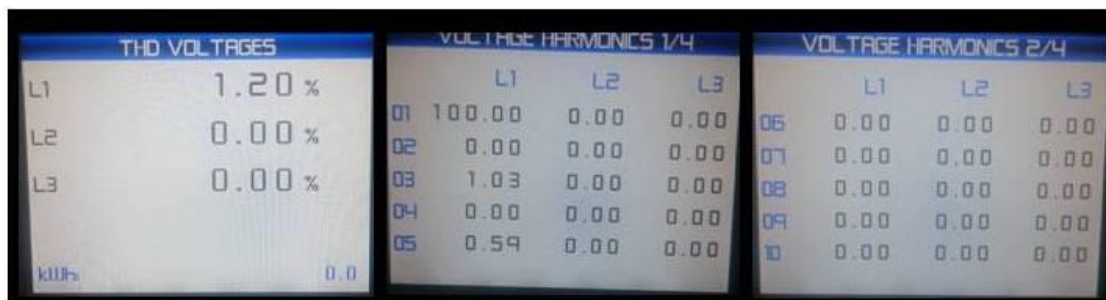 THD VOLTAGES
L1 1.20 %
L2 0.00 %
L3 0.00 %
kWh 0.0
VOLTAGE HARMONICS 1/4
L1 L2 L3
01 100.00 0.00 0.00
02 0.00 0.00 0.00
03 1.03 0.00 0.00
04 0.00 0.00 0.00
05 0.59 0.00 0.00
VOLTAGE HARMONICS 2/4
L1 L2 L3
06 0.00 0.00 0.00
07 0.00 0.00 0.00
08 0.00 0.00 0.00
09 0.00 0.00 0.00
10 0.00 0.00 0.00